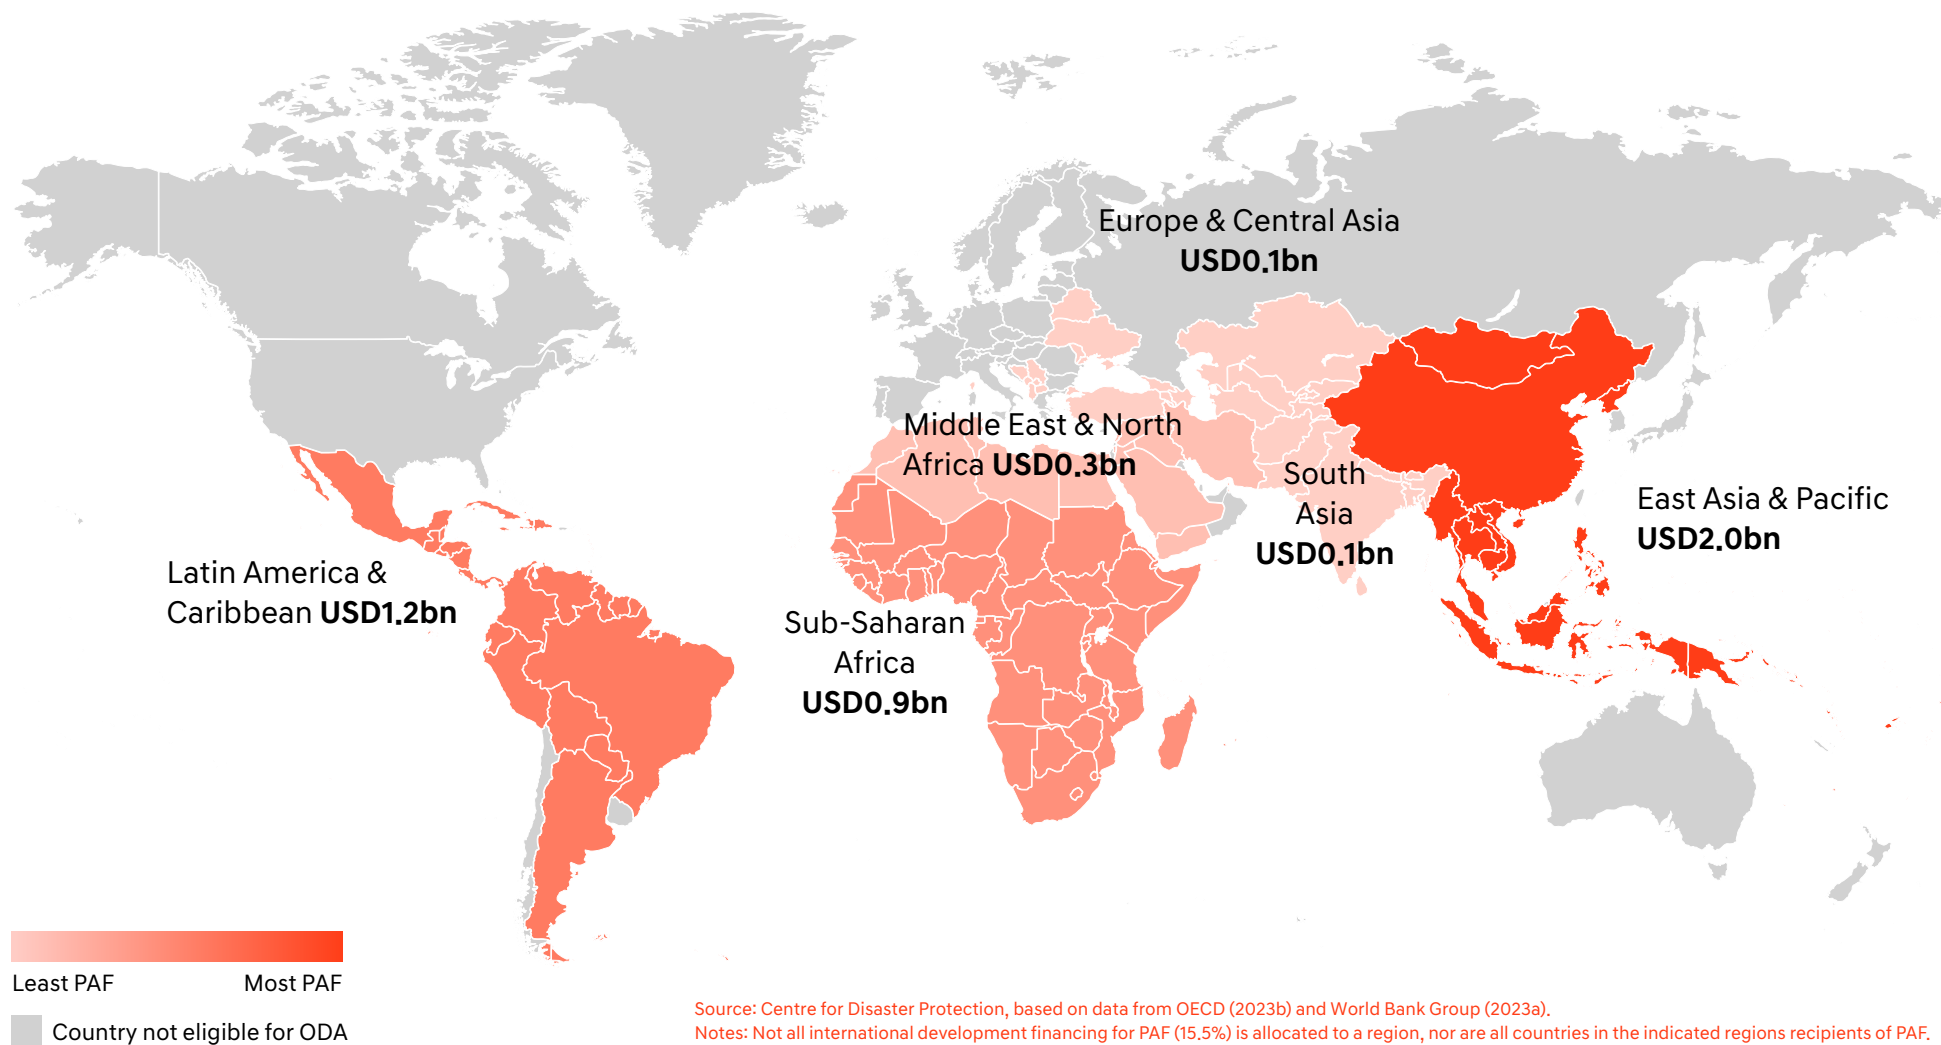 Europe & Central Asia
USD0.1bn
Middle East & North
Africa USD0.3bn
South
Asia
USD0.1bn
East Asia & Pacific
USD2.0bn
Latin America &
Caribbean USD1.2bn
Sub-Saharan
Africa
USD0.9bn
Least PAF
Most PAF
Country not eligible for ODA
Source: Centre for Disaster Protection, based on data from OECD (2023b) and World Bank Group (2023a).
Notes: Not all international development financing for PAF (15.5%) is allocated to a region, nor are all countries in the indicated regions recipients of PAF.